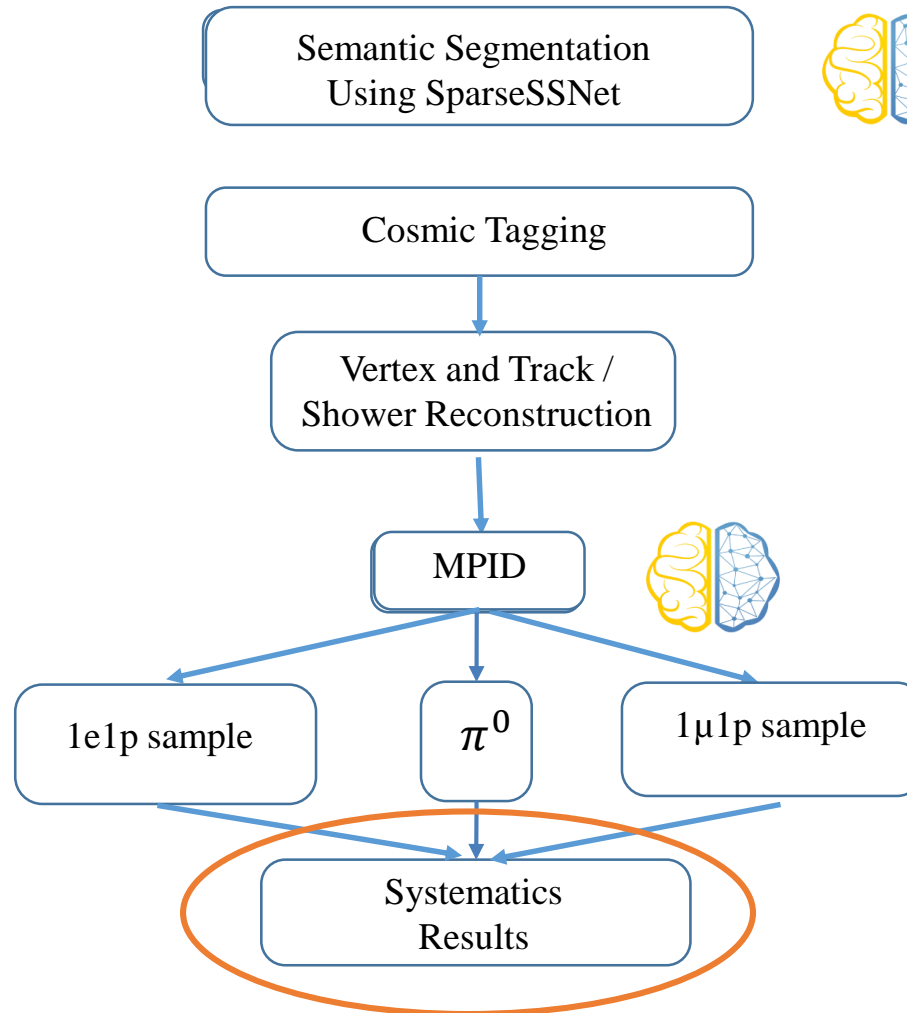 Semantic Segmentation
Using SparseSSNet
Cosmic Tagging
Vertex and Track /
Shower Reconstruction
MPID
1e1p sample
π⁰
1μ1p sample
Systematics
Results